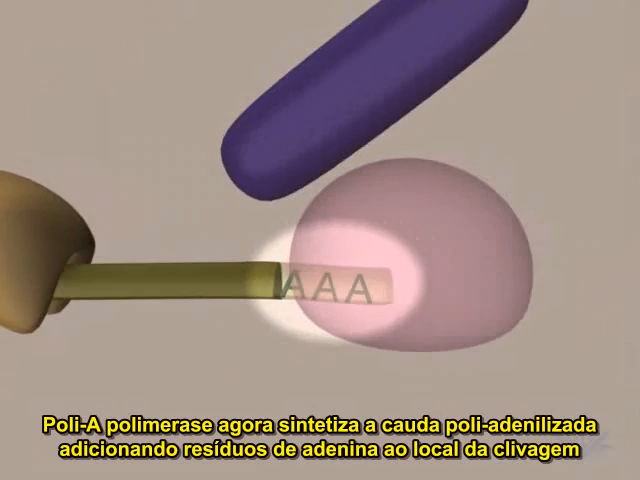 AAA
Poli-A polimerase agora sintetiza a cauda poli-adenilizada
adicionando resíduos de adenina ao local da clivagem